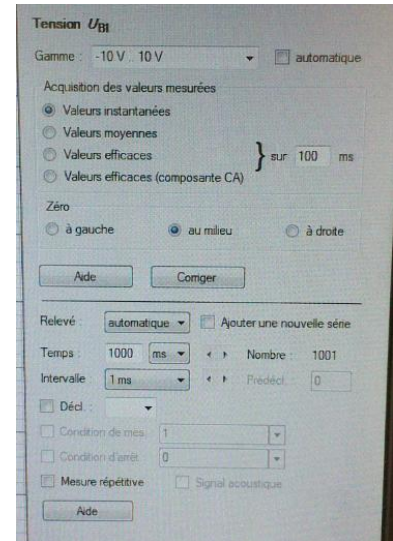 Tension UB1
Gamme : -10 V .. 10 V automatique
Acquisition des valeurs mesurées
Valeurs instantanées
Valeurs moyennes
Valeurs efficaces } sur 100 ms
Valeurs efficaces (composante CA)
Zéro
à gauche au milieu à droite
Aide Corriger
Relevé : automatique Ajouter une nouvelle série
Temps : 1000 ms Nombre : 1001
Intervalle 1 ms Prédécl. : 0
Décl. :
Condition de mes. : 1
Condition d'arrêt. : 0
Mesure répétitive Signal acoustique
Aide